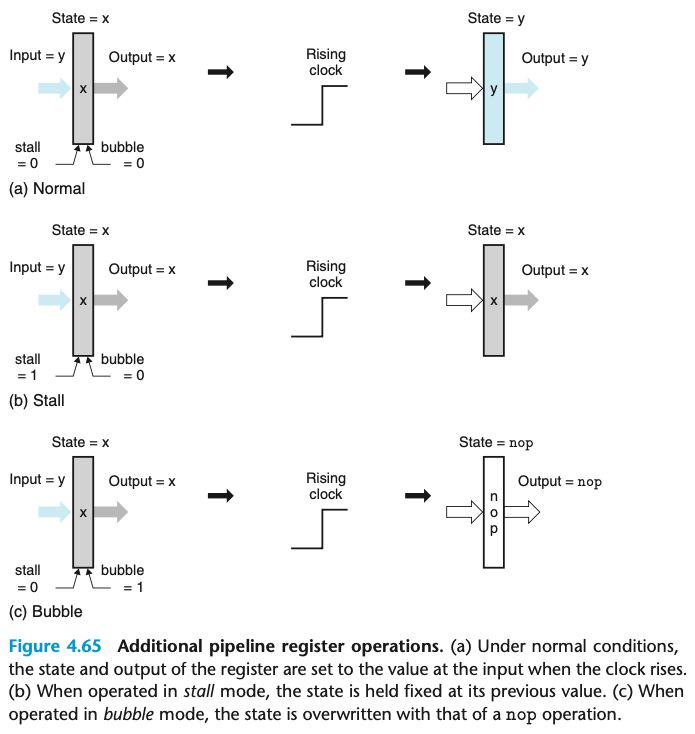 State = x
State = y
Input = y
Output = x
Rising
clock
Output = y
x
y
stall
= 0
bubble
= 0
(a) Normal
State = x
State = x
Input = y
Output = x
Rising
clock
Output = x
x
x
stall
= 1
bubble
= 0
(b) Stall
State = x
State = nop
Input = y
Output = x
Rising
clock
Output = nop
x
n
o
p
stall
= 0
bubble
= 1
(c) Bubble
Figure 4.65 Additional pipeline register operations. (a) Under normal conditions,
the state and output of the register are set to the value at the input when the clock rises.
(b) When operated in stall mode, the state is held fixed at its previous value. (c) When
operated in bubble mode, the state is overwritten with that of a nop operation.